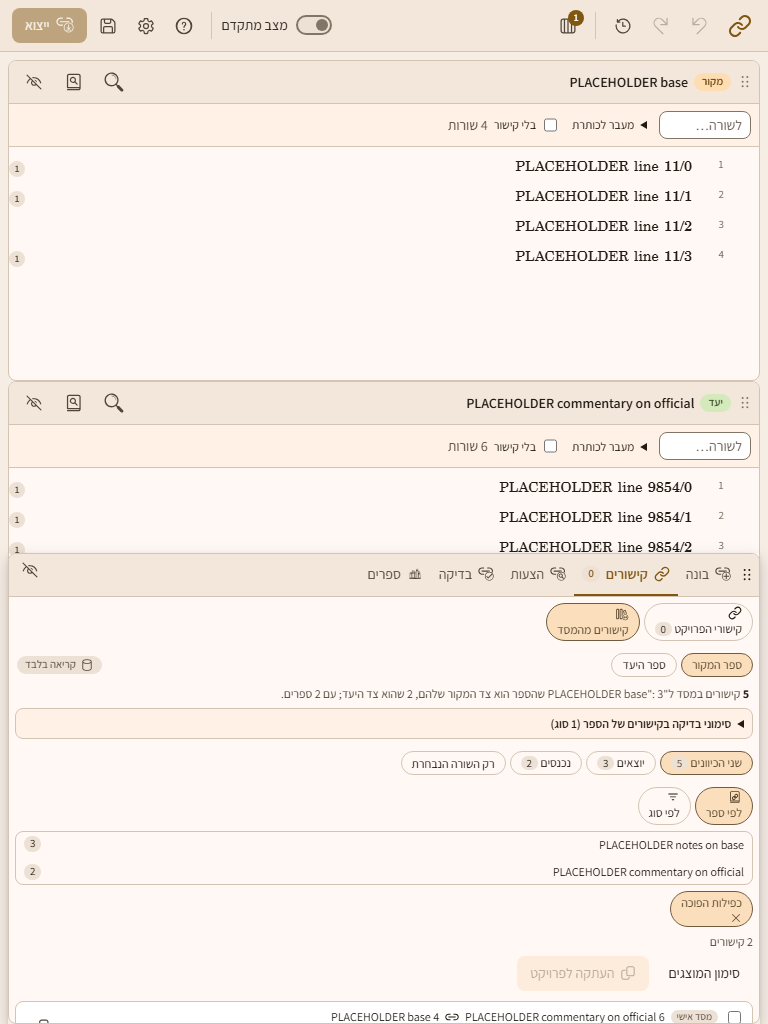 1
מצב מתקדם
ייצוא
מקור PLACEHOLDER base
לשורה...
מעבר לכותרת
בלי קישור 4 שורות
1 PLACEHOLDER line 11/0 1
2 PLACEHOLDER line 11/1 1
3 PLACEHOLDER line 11/2
4 PLACEHOLDER line 11/3 1
יעד PLACEHOLDER commentary on official
לשורה...
מעבר לכותרת
בלי קישור 6 שורות
1 PLACEHOLDER line 9854/0 1
2 PLACEHOLDER line 9854/1 1
3 PLACEHOLDER line 9854/2 1
בונה
קישורים 0
הצעות
בדיקה
ספרים
קישורי הפרויקט 0
קישורים מהמסד
ספר המקור
ספר היעד
קריאה בלבד
5 קישורים במסד ל"PLACEHOLDER base": 3 שהספר הוא צד המקור שלהם, 2 שהוא צד היעד; עם 2 ספרים.
סימוני בדיקה בקישורים של הספר (1 סוג)
שני הכיוונים 5
יוצאים 3
נכנסים 2
רק השורה הנבחרת
לפי ספר
לפי סוג
PLACEHOLDER notes on base 3
PLACEHOLDER commentary on official 2
כפילות הפוכה
2 קישורים
סימון המוצגים
העתקה לפרויקט
מסד אישי PLACEHOLDER commentary on official 6 PLACEHOLDER base 4